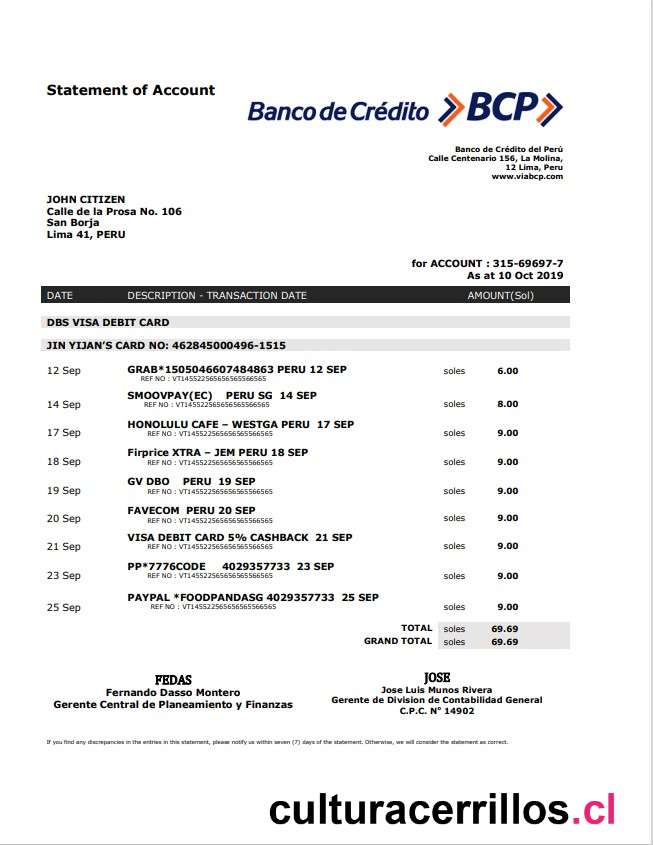 Statement of Account
Banco de Crédito BCP
Banco de Crédito del Perú
Calle Centenario 156, La Molina,
12 Lima, Peru
www.viabcp.com
JOHN CITIZEN
Calle de la Prosa No. 106
San Borja
Lima 41, PERU
for ACCOUNT : 315-69697-7
As at 10 Oct 2019
DATE DESCRIPTION - TRANSACTION DATE AMOUNT(Sol)
DBS VISA DEBIT CARD
JIN YIJAN'S CARD NO: 462845000496-1515
12 Sep GRAB*1505046607484863 PERU 12 SEP soles 6.00
REF NO : VT145522565656565566565
14 Sep SMOOVPAY(EC) PERU SG 14 SEP soles 8.00
REF NO : VT145522565656565566565
17 Sep HONOLULU CAFE – WESTGA PERU 17 SEP soles 9.00
REF NO : VT145522565656565566565
18 Sep Firprice XTRA – JEM PERU 18 SEP soles 9.00
REF NO : VT145522565656565566565
19 Sep GV DBO PERU 19 SEP soles 9.00
REF NO : VT145522565656565566565
20 Sep FAVECOM PERU 20 SEP soles 9.00
REF NO : VT145522565656565566565
21 Sep VISA DEBIT CARD 5% CASHBACK 21 SEP soles 9.00
REF NO : VT145522565656565566565
23 Sep PP*7776CODE 4029357733 23 SEP soles 9.00
REF NO : VT145522565656565566565
25 Sep PAYPAL *FOODPANDASG 4029357733 25 SEP soles 9.00
REF NO : VT145522565656565566565
TOTAL soles 69.69
GRAND TOTAL soles 69.69
FEDAS
Fernando Dasso Montero
Gerente Central de Planeamiento y Finanzas
JOSE
Jose Luis Munos Rivera
Gerente de Division de Contabilidad General
C.P.C. N° 14902
If you find any discrepancies in the entries in this statement, please notify us within seven (7) days of the statement. Otherwise, we will consider the statement as correct.
culturacerrillos.cl